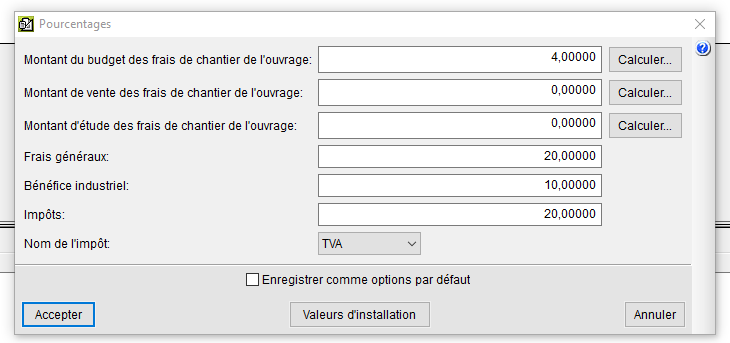 Pourcentages
Montant du budget des frais de chantier de l'ouvrage: 4,00000 Calculer...
Montant de vente des frais de chantier de l'ouvrage: 0,00000 Calculer...
Montant d'étude des frais de chantier de l'ouvrage: 0,00000 Calculer...
Frais généraux: 20,00000
Bénéfice industriel: 10,00000
Impôts: 20,00000
Nom de l'impôt: TVA
Enregistrer comme options par défaut
Accepter Valeurs d'installation Annuler